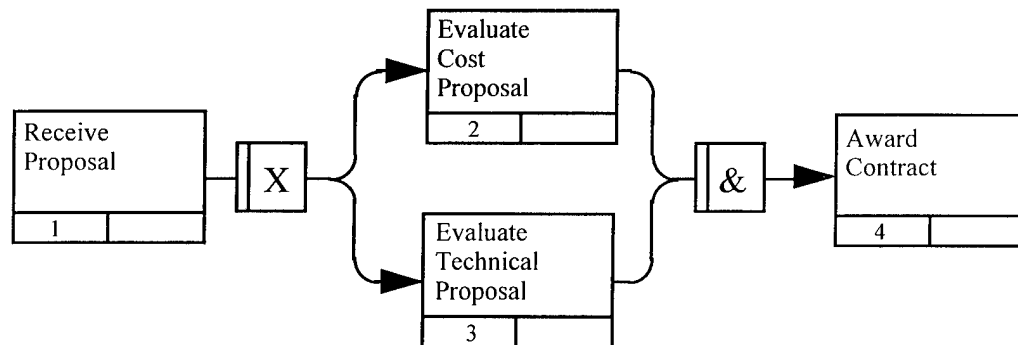 Receive
Proposal
1
X
Evaluate
Cost
Proposal
2
Evaluate
Technical
Proposal
3
&
Award
Contract
4